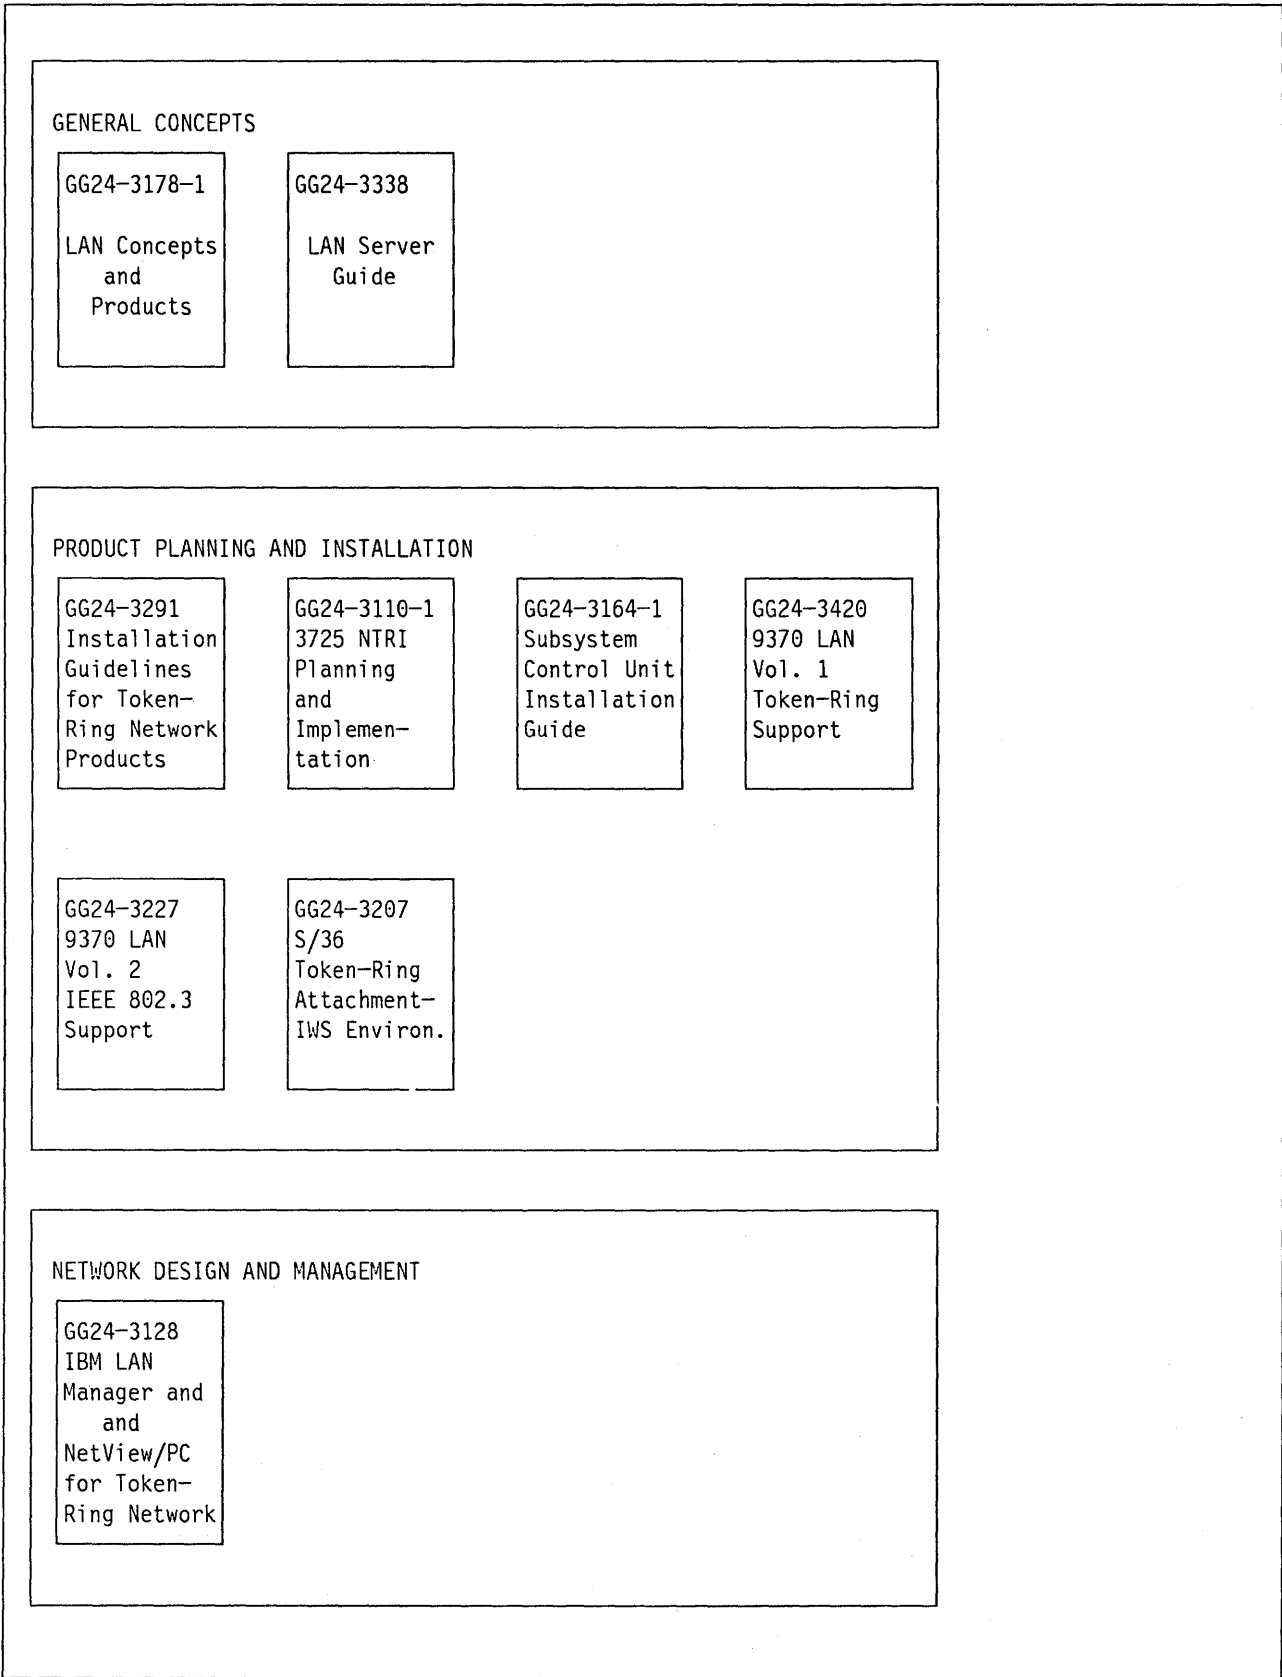 GENERAL CONCEPTS
GG24-3178-1
LAN Concepts
and
Products
GG24-3338
LAN Server
Guide
PRODUCT PLANNING AND INSTALLATION
GG24-3291
Installation
Guidelines
for Token-
Ring Network
Products
GG24-3110-1
3725 NTRI
Planning
and
Implemen-
tation
GG24-3164-1
Subsystem
Control Unit
Installation
Guide
GG24-3420
9370 LAN
Vol. 1
Token-Ring
Support
GG24-3227
9370 LAN
Vol. 2
IEEE 802.3
Support
GG24-3207
S/36
Token-Ring
Attachment-
IWS Environ.
NETWORK DESIGN AND MANAGEMENT
GG24-3128
IBM LAN
Manager and
and
NetView/PC
for Token-
Ring Network